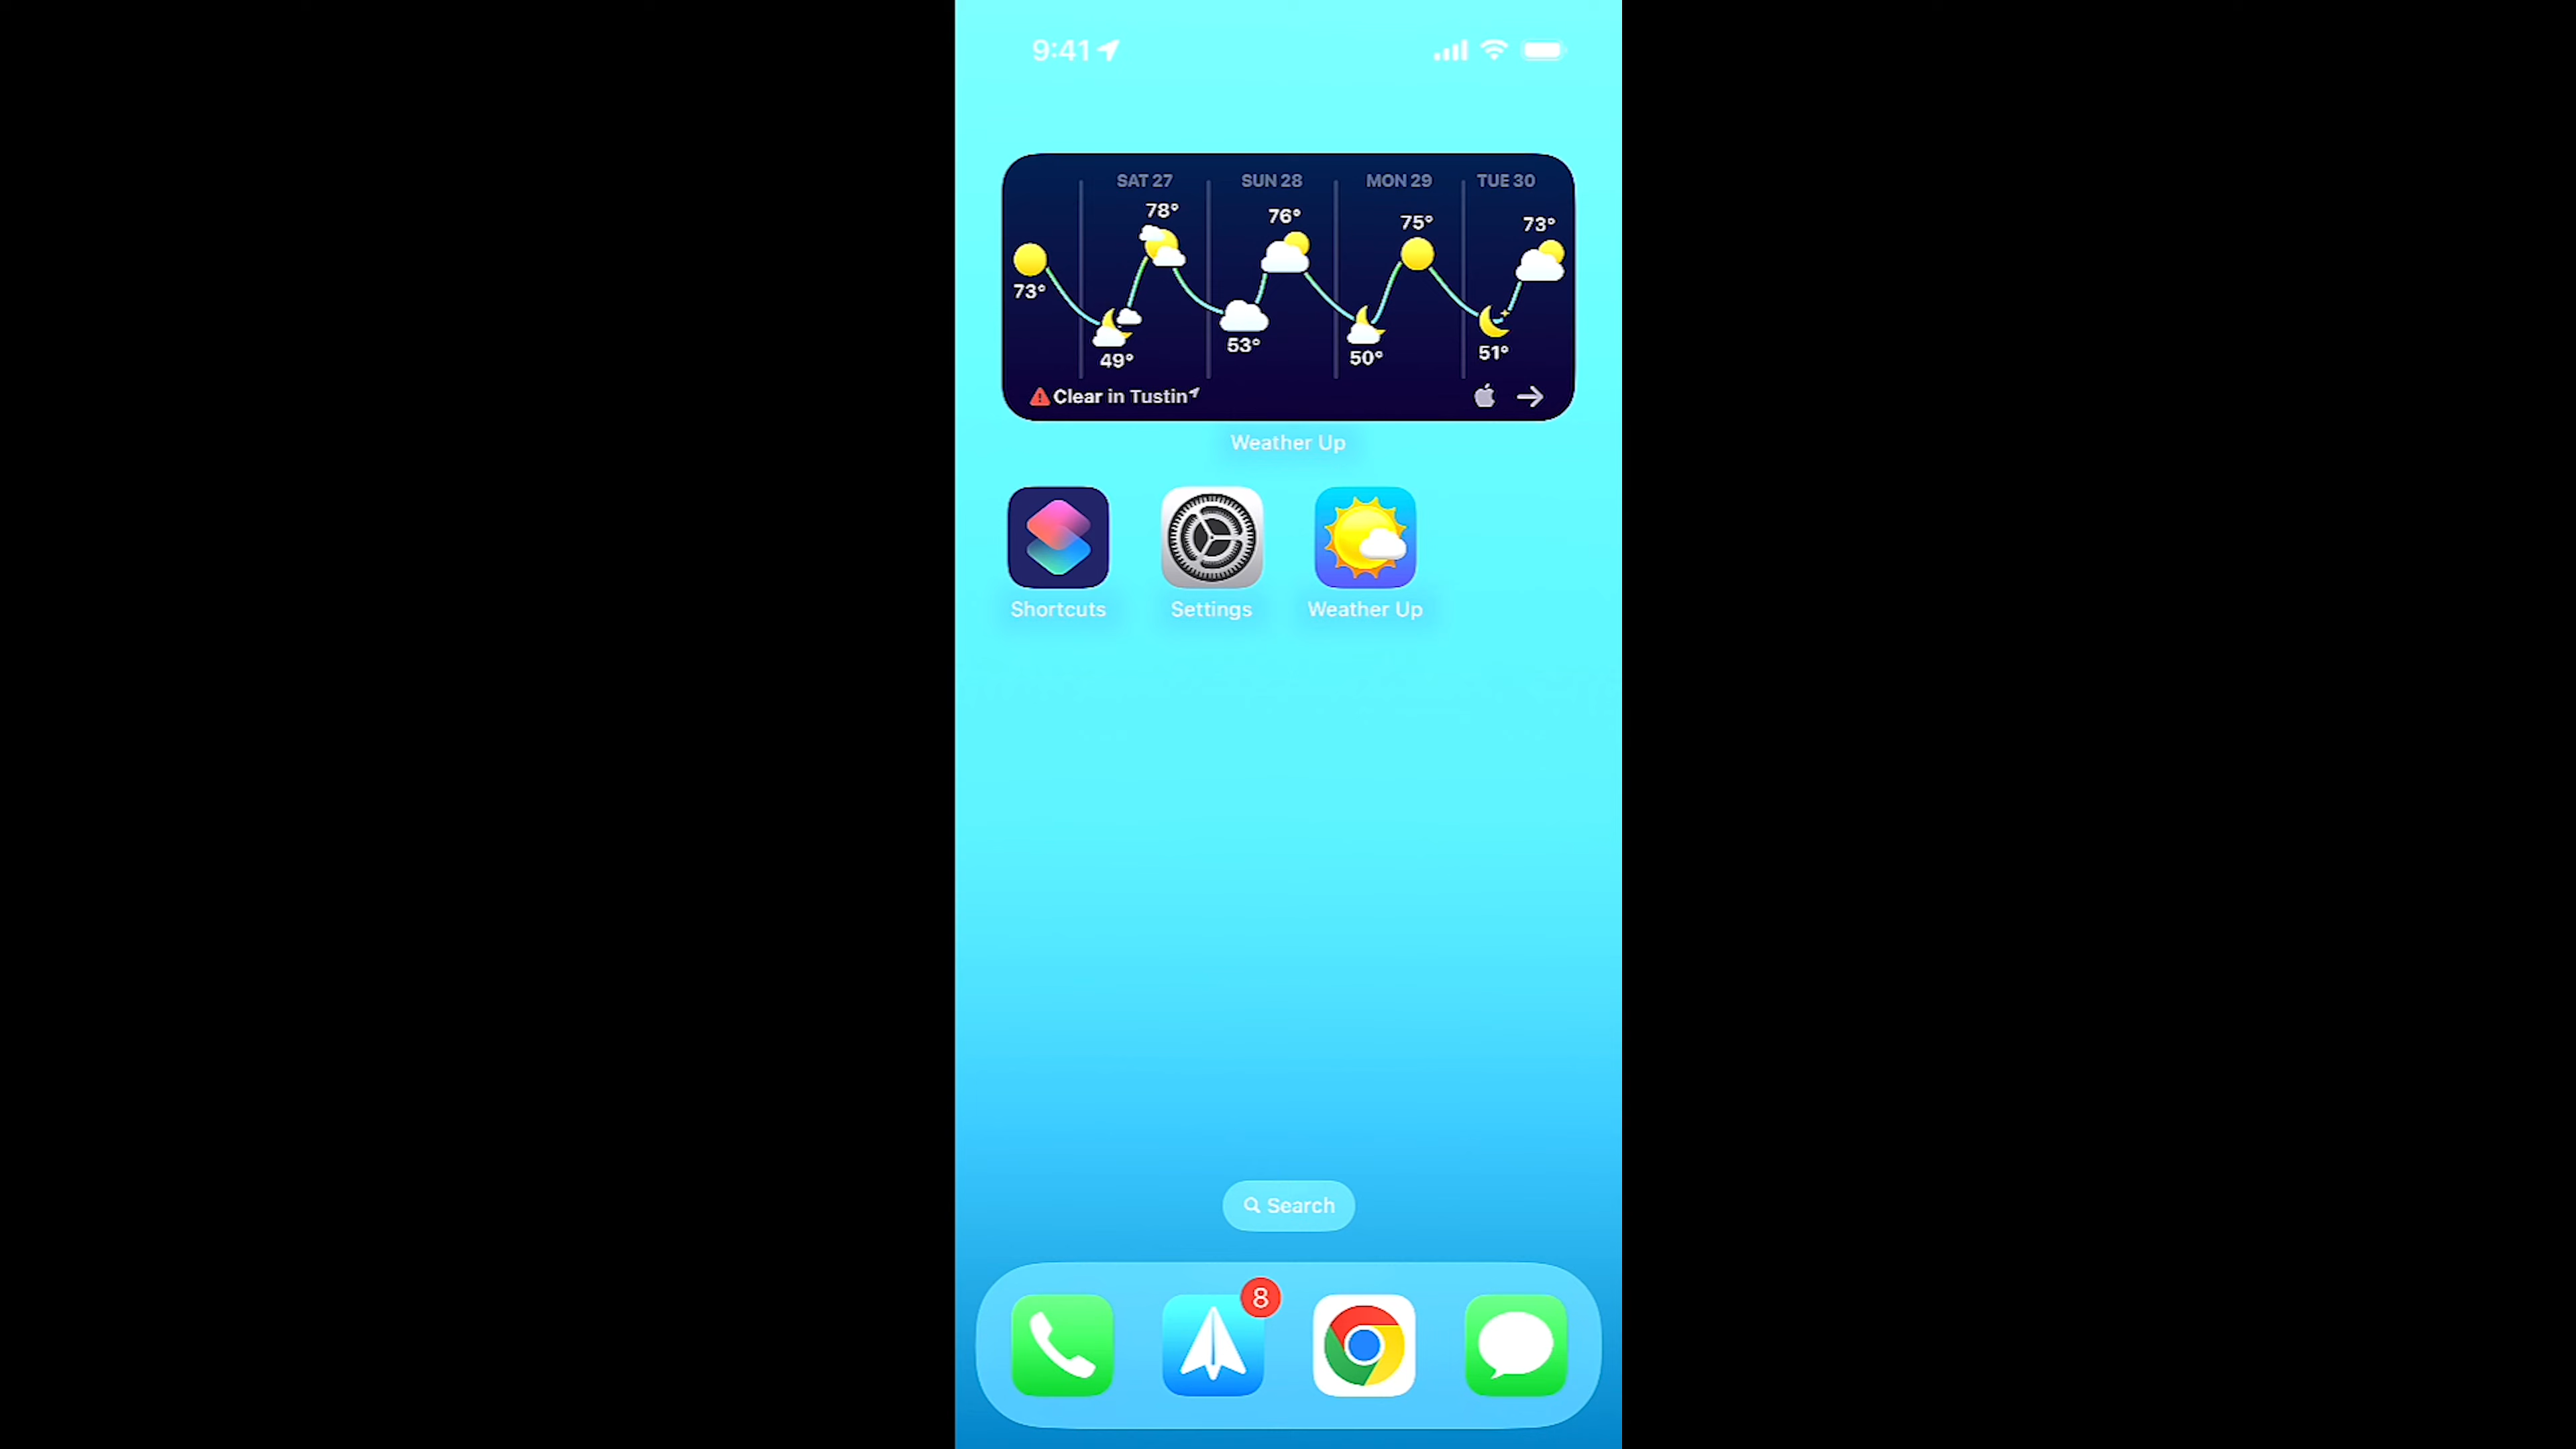 9:41
SAT 27 SUN 28 MON 29 TUE 30
78° 76° 75° 73°
73°
49° 53° 50° 51°
Clear in Tustin
Weather Up
Shortcuts Settings Weather Up
Search
8